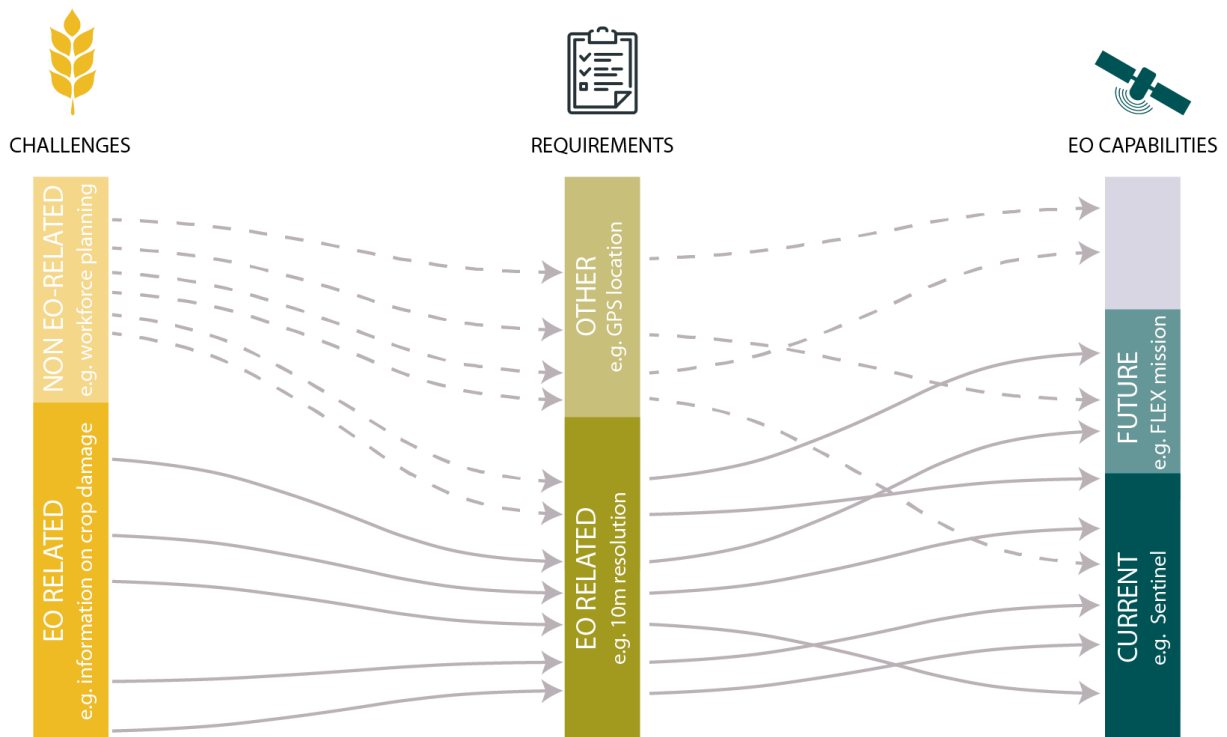 CHALLENGES
REQUIREMENTS
EO CAPABILITIES
NON EO-RELATED
e.g. workforce planning
EO RELATED
e.g. information on crop damage
OTHER
e.g. GPS location
EO RELATED
e.g. 10m resolution
FUTURE
e.g. FLEX mission
CURRENT
e.g. Sentinel